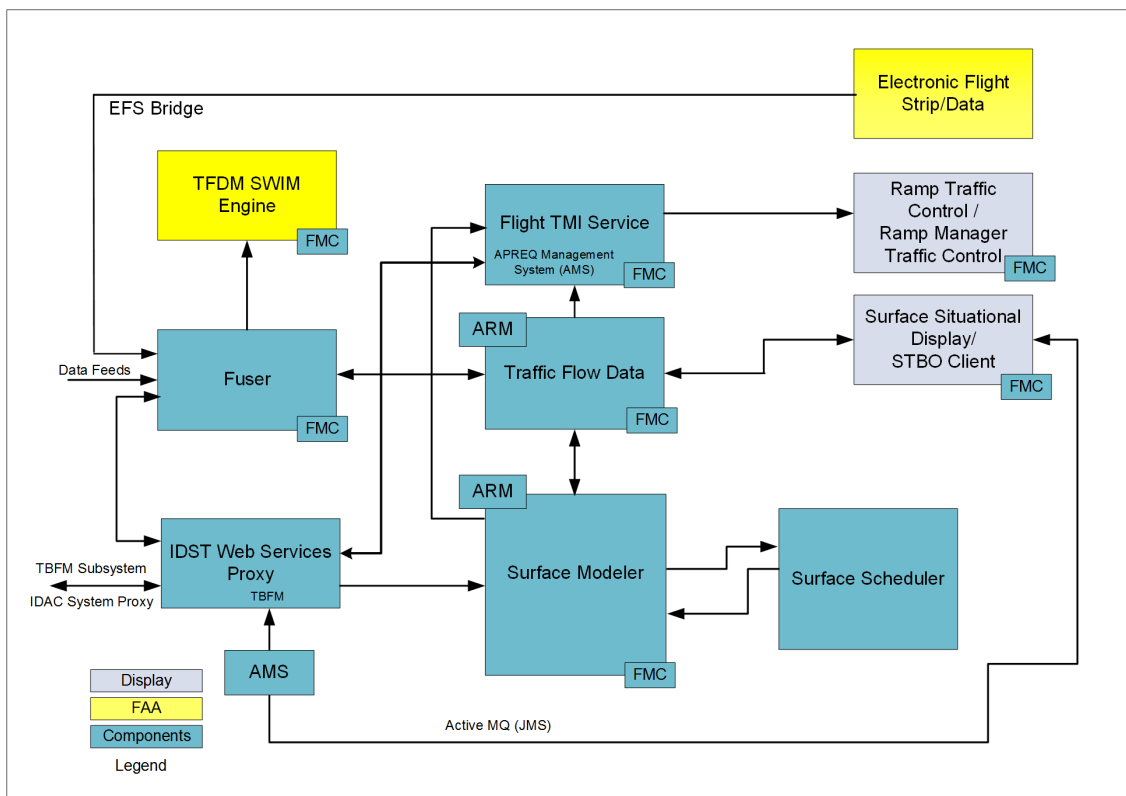 EFS Bridge
Electronic Flight
Strip/Data
TFDM SWIM
Engine
FMC
Flight TMI Service
APREQ Management
System (AMS)
FMC
Ramp Traffic
Control /
Ramp Manager
Traffic Control
FMC
Data Feeds
Fuser
FMC
ARM
Traffic Flow Data
FMC
Surface Situational
Display/
STBO Client
FMC
TBFM Subsystem
IDAC System Proxy
IDST Web Services
Proxy
TBFM
ARM
Surface Modeler
FMC
Surface Scheduler
AMS
Active MQ (JMS)
Display
FAA
Components
Legend